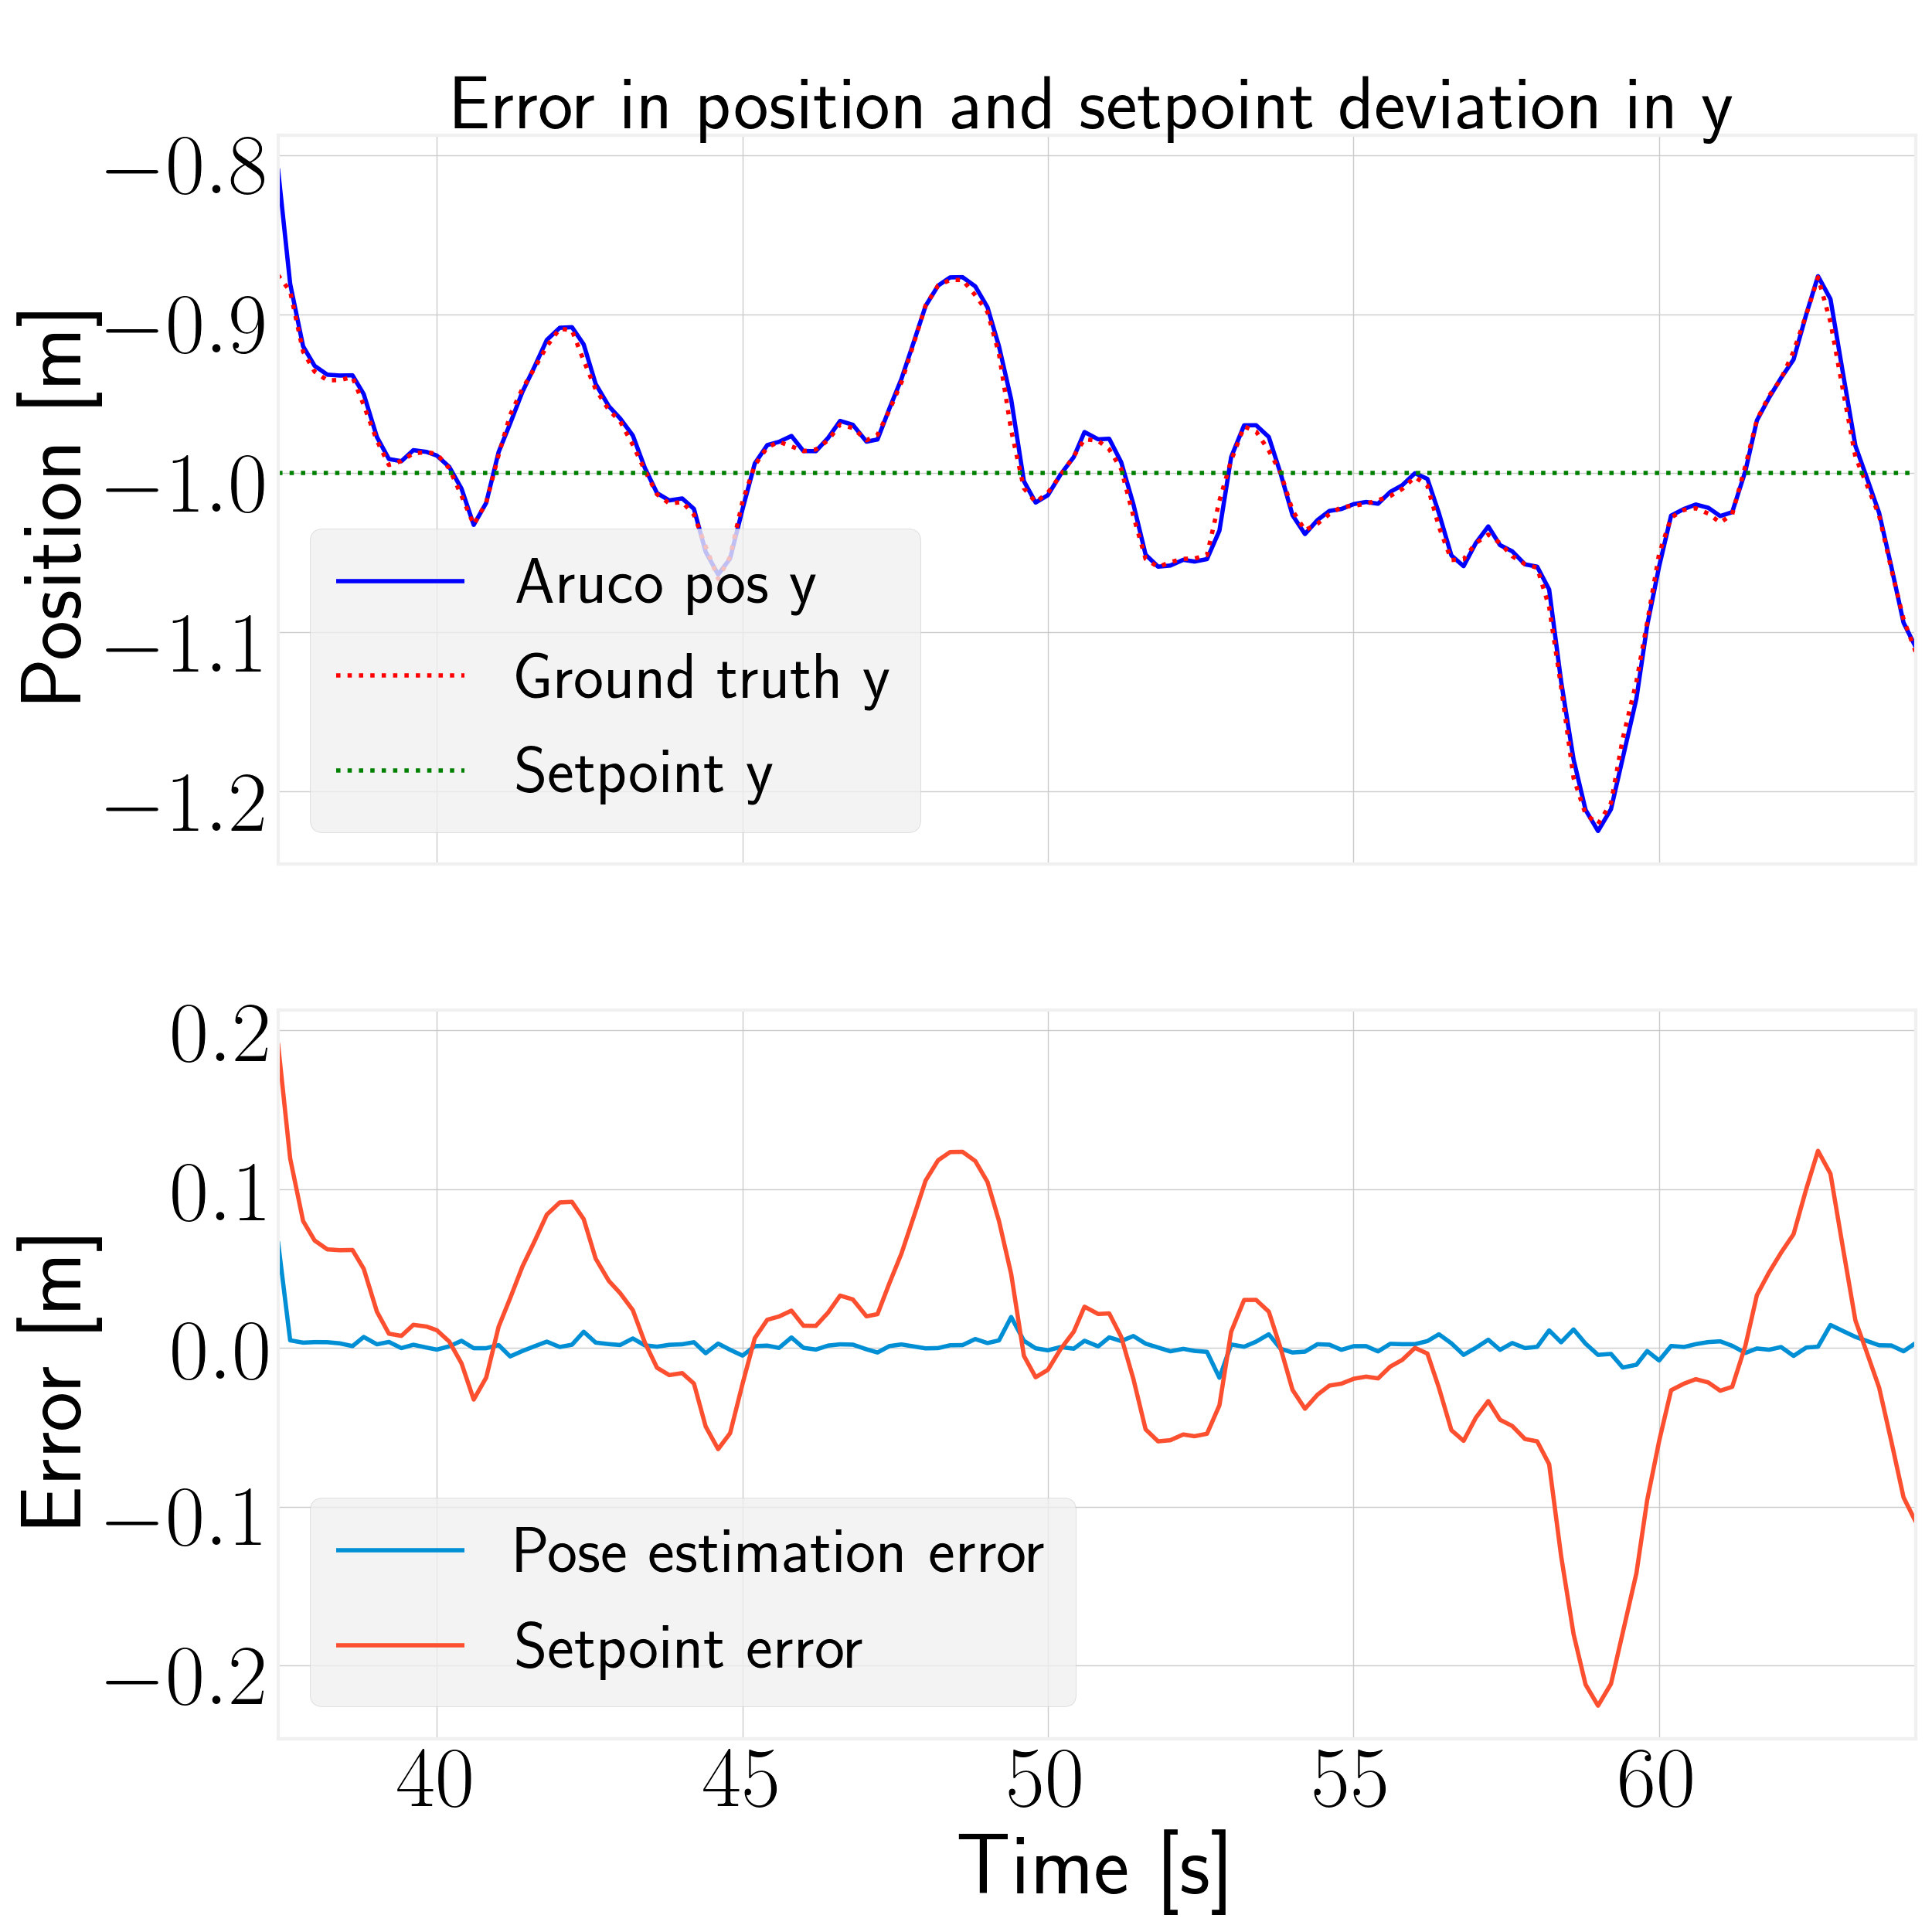 Error in position and setpoint deviation in y
Position [m]
−0.8
−0.9
−1.0
−1.1
−1.2
Aruco pos y
Ground truth y
Setpoint y
Error [m]
0.2
0.1
0.0
−0.1
−0.2
Pose estimation error
Setpoint error
40 45 50 55 60
Time [s]